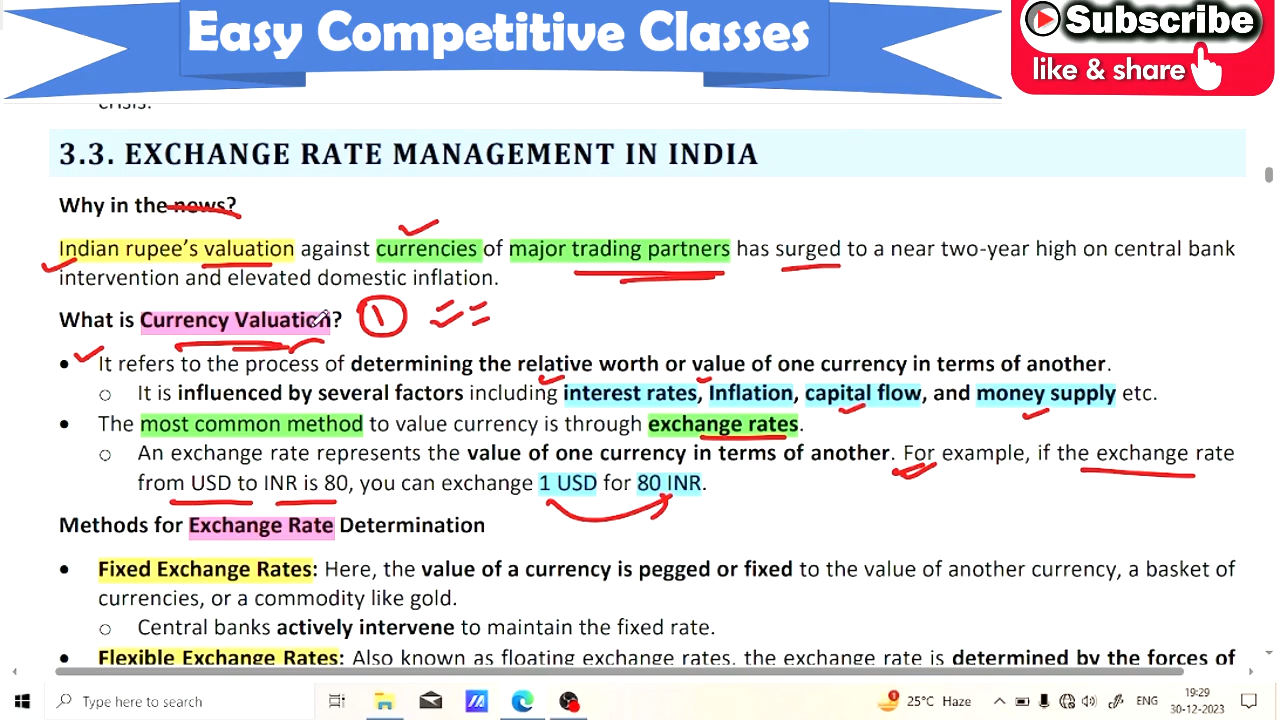 Easy Competitive Classes
Subscribe
like & share
crisis.
3.3. EXCHANGE RATE MANAGEMENT IN INDIA
Why in the news?
Indian rupee's valuation against currencies of major trading partners has surged to a near two-year high on central bank
intervention and elevated domestic inflation.
What is Currency Valuation? 1
• It refers to the process of determining the relative worth or value of one currency in terms of another.
o It is influenced by several factors including interest rates, Inflation, capital flow, and money supply etc.
• The most common method to value currency is through exchange rates.
o An exchange rate represents the value of one currency in terms of another. For example, if the exchange rate
from USD to INR is 80, you can exchange 1 USD for 80 INR.
Methods for Exchange Rate Determination
• Fixed Exchange Rates: Here, the value of a currency is pegged or fixed to the value of another currency, a basket of
currencies, or a commodity like gold.
o Central banks actively intervene to maintain the fixed rate.
• Flexible Exchange Rates: Also known as floating exchange rates, the exchange rate is determined by the forces of
Type here to search
1
25°C Haze
ENG
19:29
30-12-2023